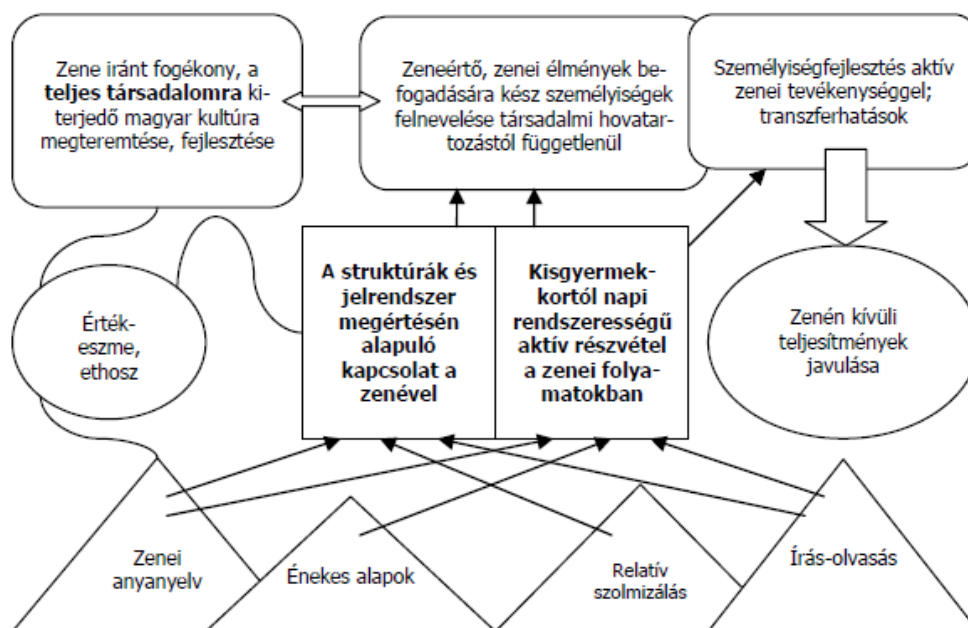 Zene iránt fogékony, a
teljes társadalomra ki-
terjedő magyar kultúra
megteremtése, fejlesztése
Zeneértő, zenei élmények be-
fogadására kész személyiségek
felnevelése társadalmi hovatar-
tozástól függetlenül
Személyiségfejlesztés aktív
zenei tevékenységgel;
transzferhatások
Érték-
eszme,
ethosz
A struktúrák és
jelrendszer
megértésén
alapuló
kapcsolat a
zenével
Kisgyermek-
kortól napi
rendszerességű
aktív részvétel
a zenei folya-
matokban
Zenén kívüli
teljesítmények
javulása
Zenei
anyanyelv
Énekes alapok
Relatív
szolmizálás
Írás-olvasás